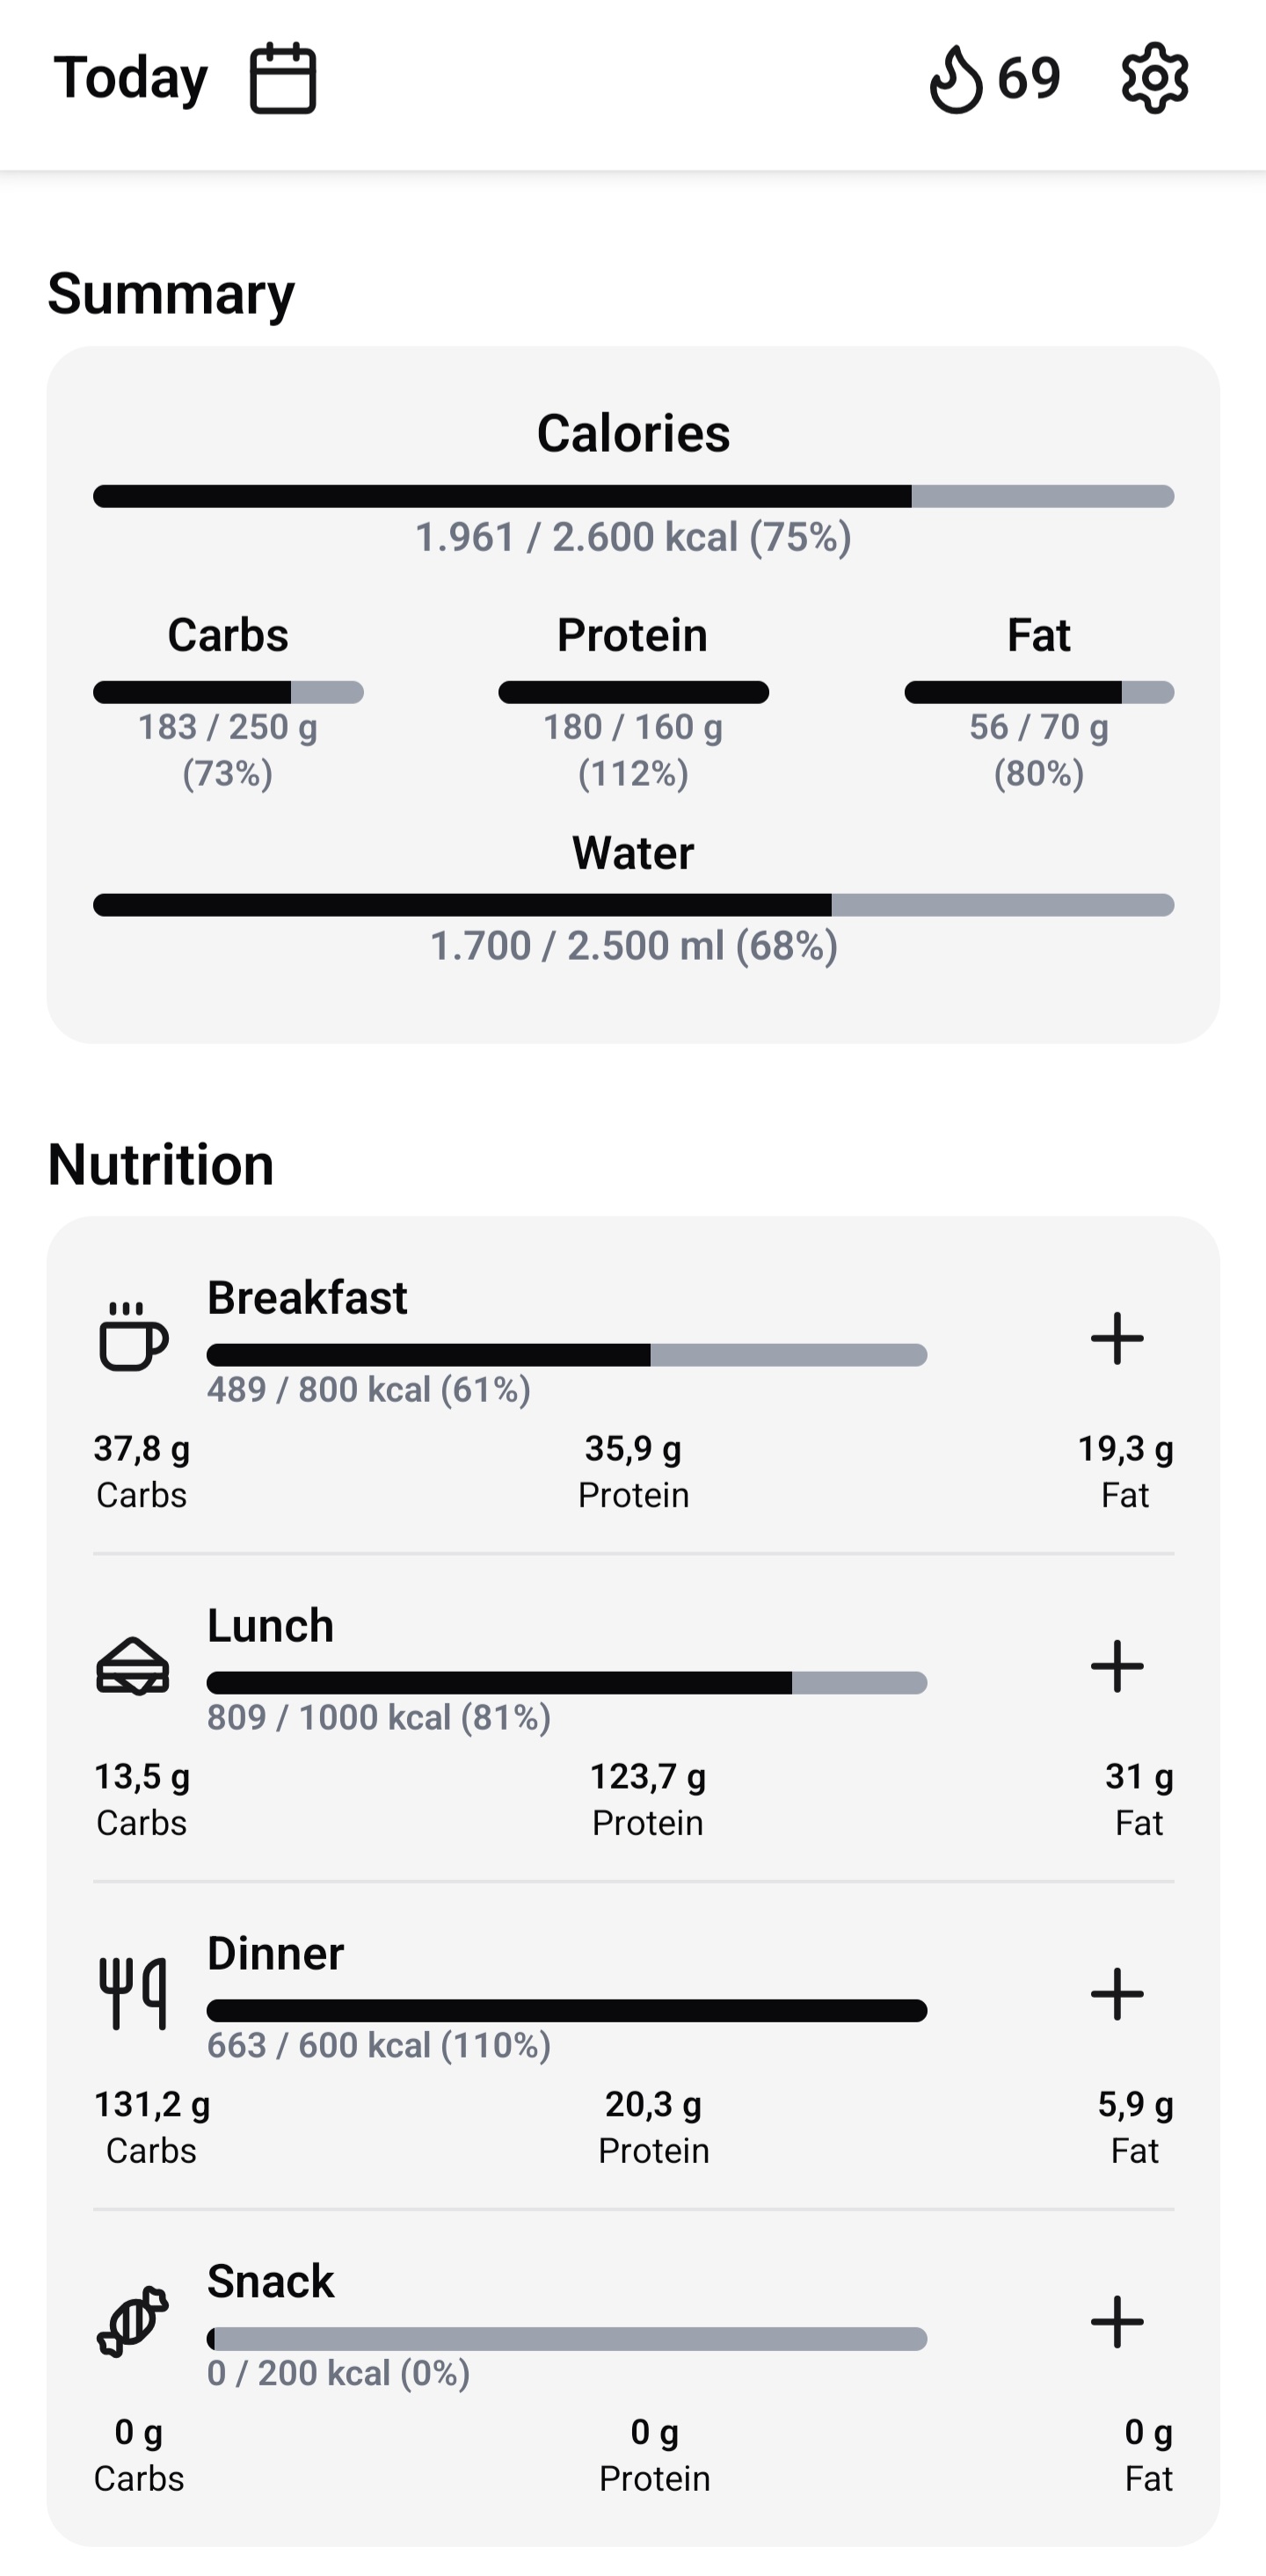 Today 69
Summary
Calories
1.961 / 2.600 kcal (75%)
Carbs Protein Fat
183 / 250 g 180 / 160 g 56 / 70 g
(73%) (112%) (80%)
Water
1.700 / 2.500 ml (68%)
Nutrition
Breakfast
489 / 800 kcal (61%)
37,8 g 35,9 g 19,3 g
Carbs Protein Fat
Lunch
809 / 1000 kcal (81%)
13,5 g 123,7 g 31 g
Carbs Protein Fat
Dinner
663 / 600 kcal (110%)
131,2 g 20,3 g 5,9 g
Carbs Protein Fat
Snack
0 / 200 kcal (0%)
0 g 0 g 0 g
Carbs Protein Fat